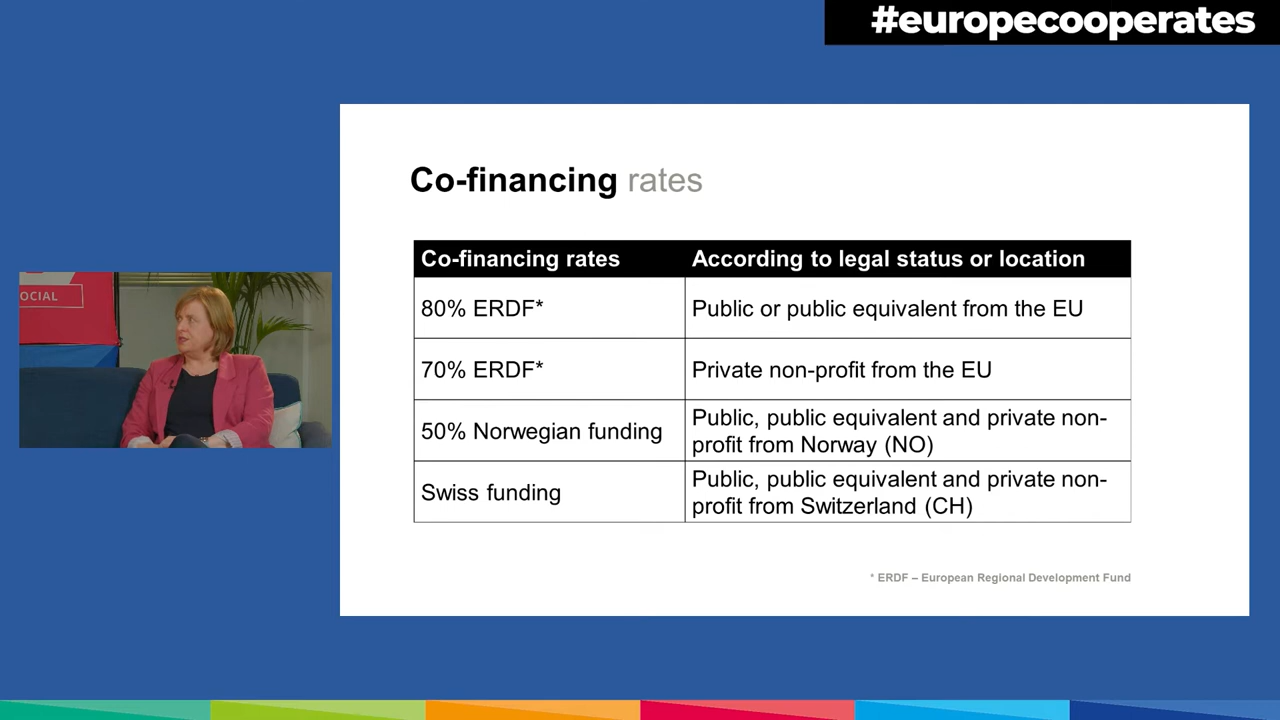 #europecooperates
OCIAL
Co-financing rates
Co-financing rates According to legal status or location
80% ERDF* Public or public equivalent from the EU
70% ERDF* Private non-profit from the EU
50% Norwegian funding Public, public equivalent and private non-
profit from Norway (NO)
Swiss funding Public, public equivalent and private non-
profit from Switzerland (CH)
* ERDF – European Regional Development Fund